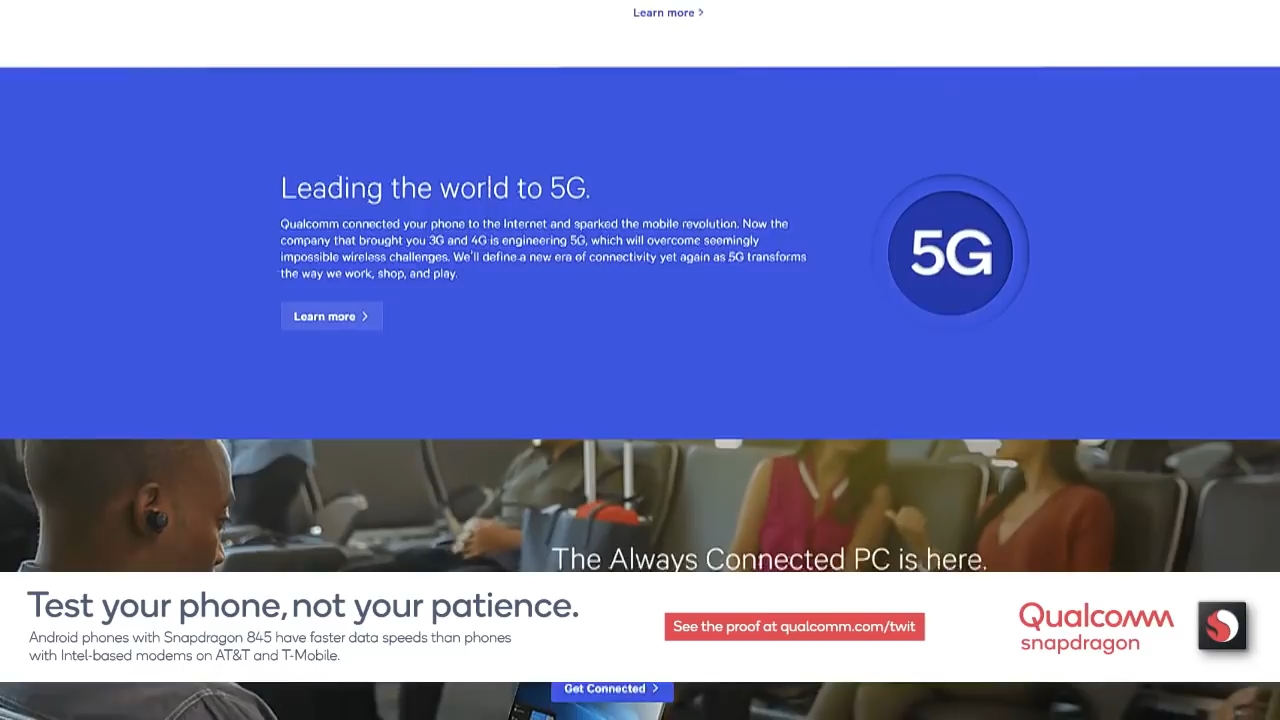 Learn more >
Leading the world to 5G.
Qualcomm connected your phone to the Internet and sparked the mobile revolution. Now the
company that brought you 3G and 4G is engineering 5G, which will overcome seemingly
impossible wireless challenges. We'll define a new era of connectivity yet again as 5G transforms
the way we work, shop, and play.
Learn more >
5G
The Always Connected PC is here.
Test your phone, not your patience.
Android phones with Snapdragon 845 have faster data speeds than phones
with Intel-based modems on AT&T and T-Mobile.
See the proof at qualcomm.com/twit
Qualcomm
snapdragon
Get Connected >